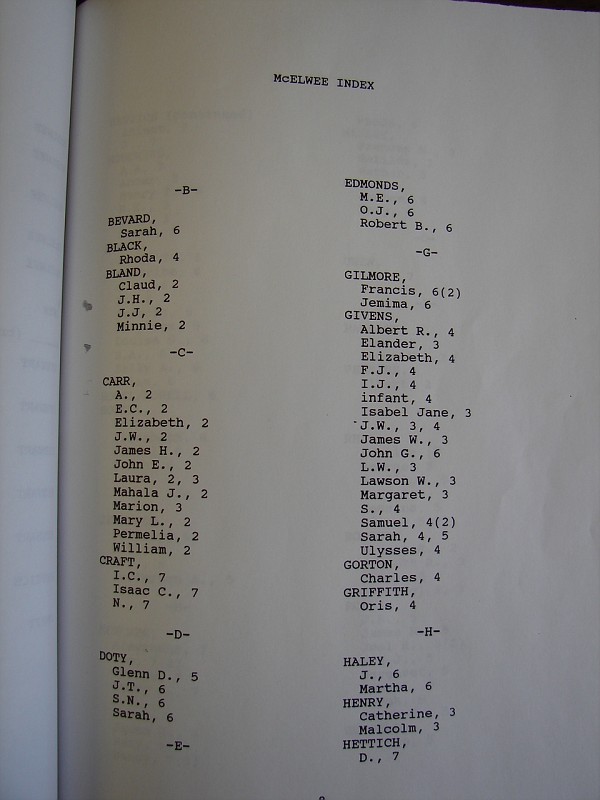 McELWEE INDEX
-B-
BEVARD,
Sarah, 6
BLACK,
Rhoda, 4
BLAND,
Claud, 2
J.H., 2
J.J, 2
Minnie, 2
-C-
CARR,
A., 2
E.C., 2
Elizabeth, 2
J.W., 2
James H., 2
John E., 2
Laura, 2, 3
Mahala J., 2
Marion, 3
Mary L., 2
Permelia, 2
William, 2
CRAFT,
I.C., 7
Isaac C., 7
N., 7
-D-
DOTY,
Glenn D., 5
J.T., 6
S.N., 6
Sarah, 6
-E-
EDMONDS,
M.E., 6
O.J., 6
Robert B., 6
-G-
GILMORE,
Francis, 6(2)
Jemima, 6
GIVENS,
Albert R., 4
Elander, 3
Elizabeth, 4
F.J., 4
I.J., 4
infant, 4
Isabel Jane, 3
J.W., 3, 4
James W., 3
John G., 6
L.W., 3
Lawson W., 3
Margaret, 3
S., 4
Samuel, 4(2)
Sarah, 4, 5
Ulysses, 4
GORTON,
Charles, 4
GRIFFITH,
Oris, 4
-H-
HALEY,
J., 6
Martha, 6
HENRY,
Catherine, 3
Malcolm, 3
HETTICH,
D., 7